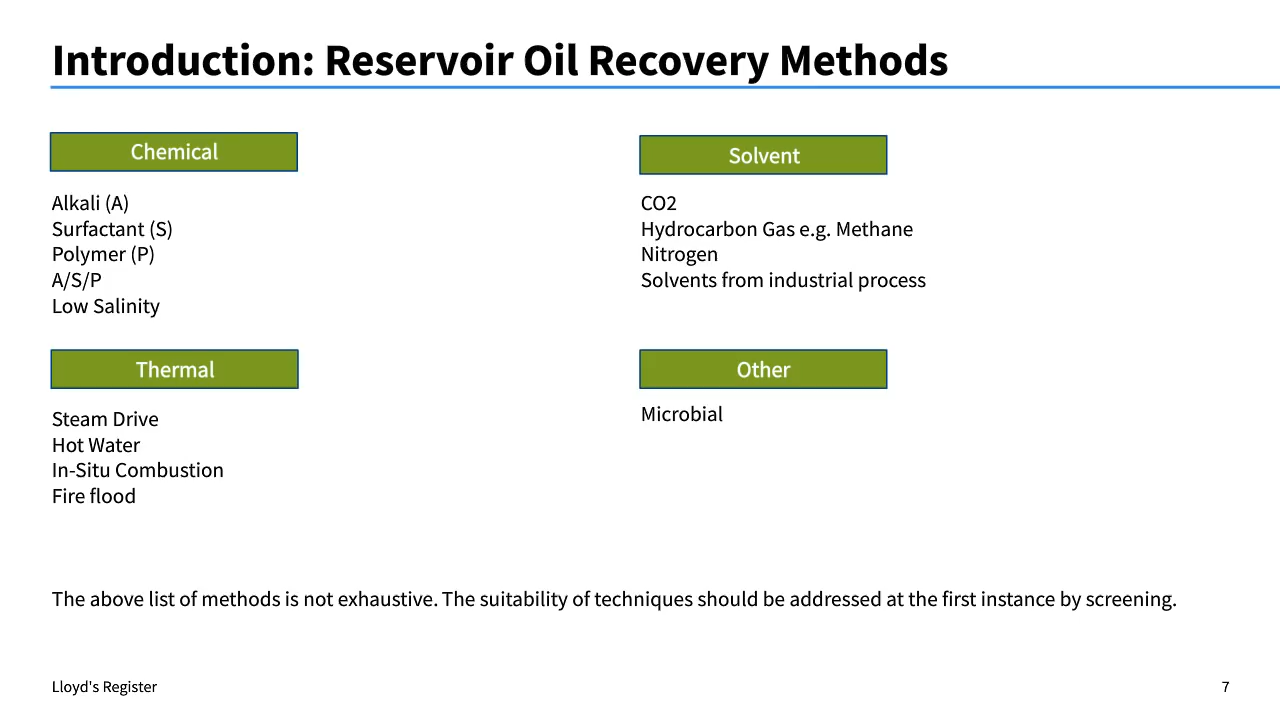 Introduction: Reservoir Oil Recovery Methods
Chemical
Alkali (A)
Surfactant (S)
Polymer (P)
A/S/P
Low Salinity
Solvent
CO2
Hydrocarbon Gas e.g. Methane
Nitrogen
Solvents from industrial process
Thermal
Steam Drive
Hot Water
In-Situ Combustion
Fire flood
Other
Microbial
The above list of methods is not exhaustive. The suitability of techniques should be addressed at the first instance by screening.
Lloyd's Register
7